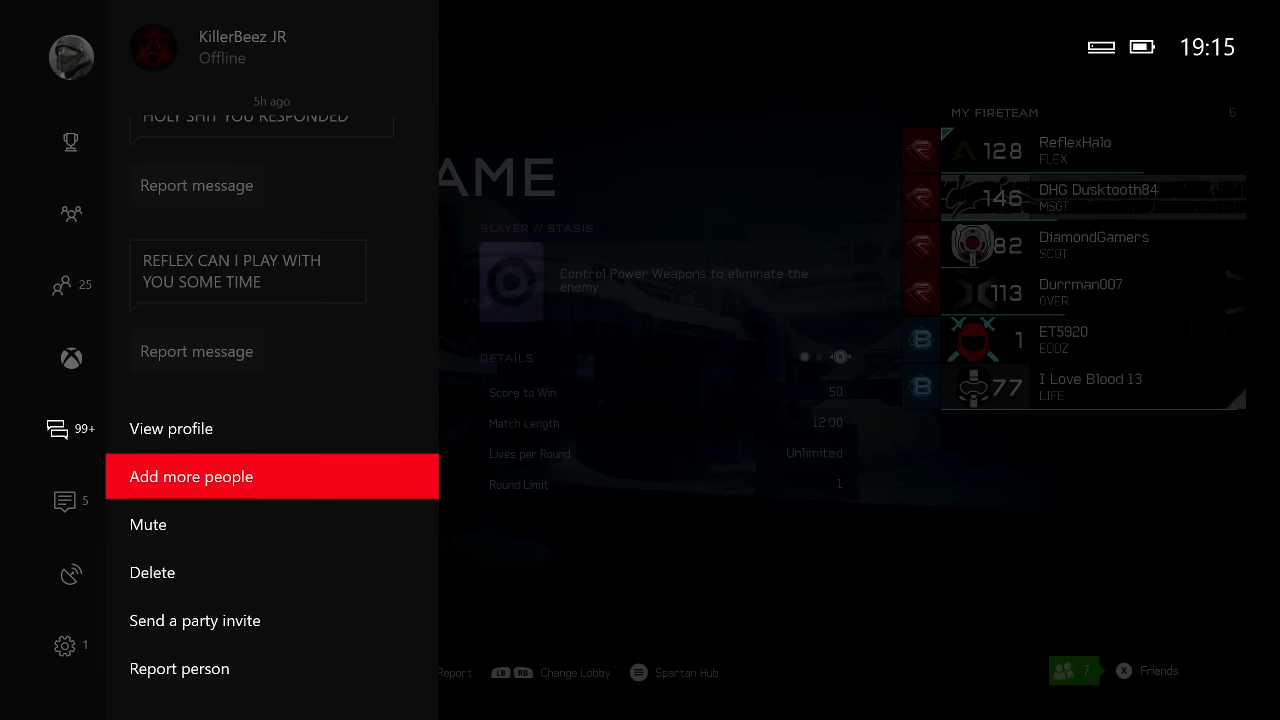 KillerBeez JR
Offline
5h ago
HOLY SHIT YOU RESPONDED
Report message
REFLEX CAN I PLAY WITH
YOU SOME TIME
Report message
25
99+
5
1
View profile
Add more people
Mute
Delete
Send a party invite
Report person
19:15
AME
SLAYER // STASIS
Control Power Weapons to eliminate the
enemy
DETAILS
Score to Win 50
Match Length 12:00
Lives per Round Unlimited
Round Limit 1
MY FIRETEAM 6
128 ReflexHalo
FLEX
146 DHG Dusktooth84
MSGT
82 DiamondGamers
SCOT
113 Durrman007
OVER
B 1 ET5920
EDDZ
B 77 I Love Blood 13
LIFE
Report LB RB Change Lobby Spartan Hub
7 X Friends